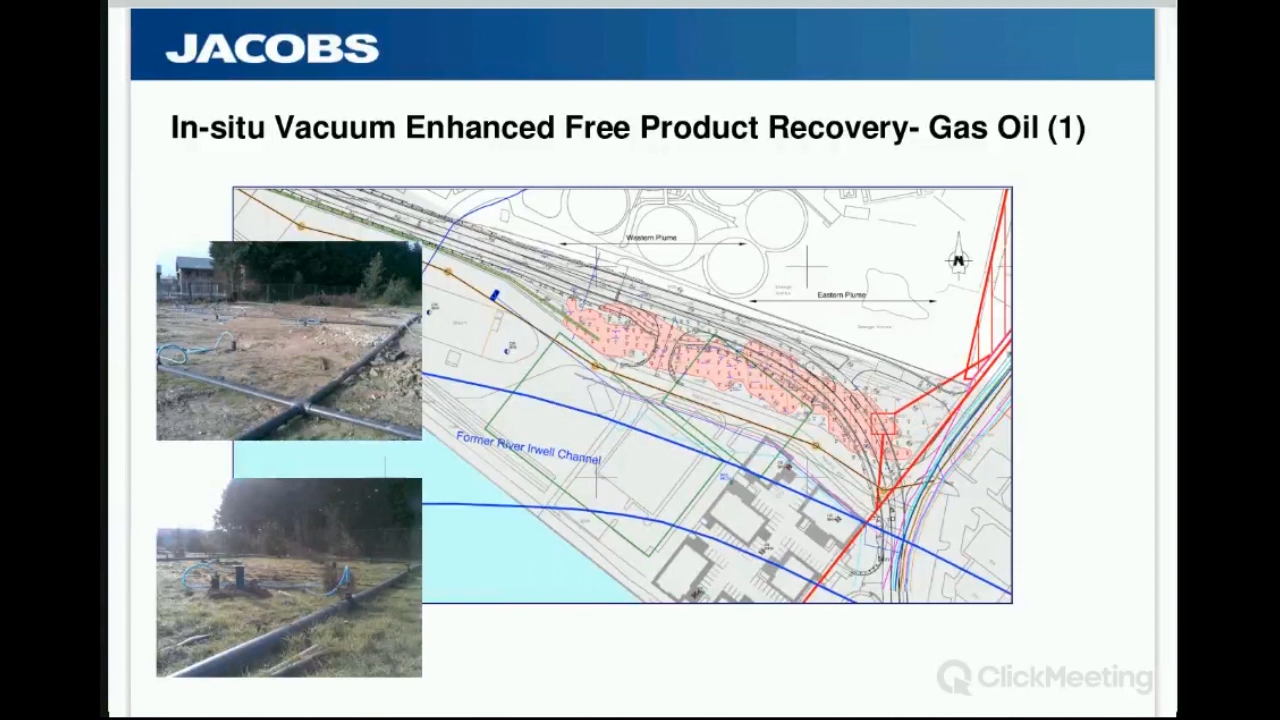 JACOBS
In-situ Vacuum Enhanced Free Product Recovery- Gas Oil (1)
Western Plume
Eastern Plume
N
Former River Irwell Channel
ClickMeeting